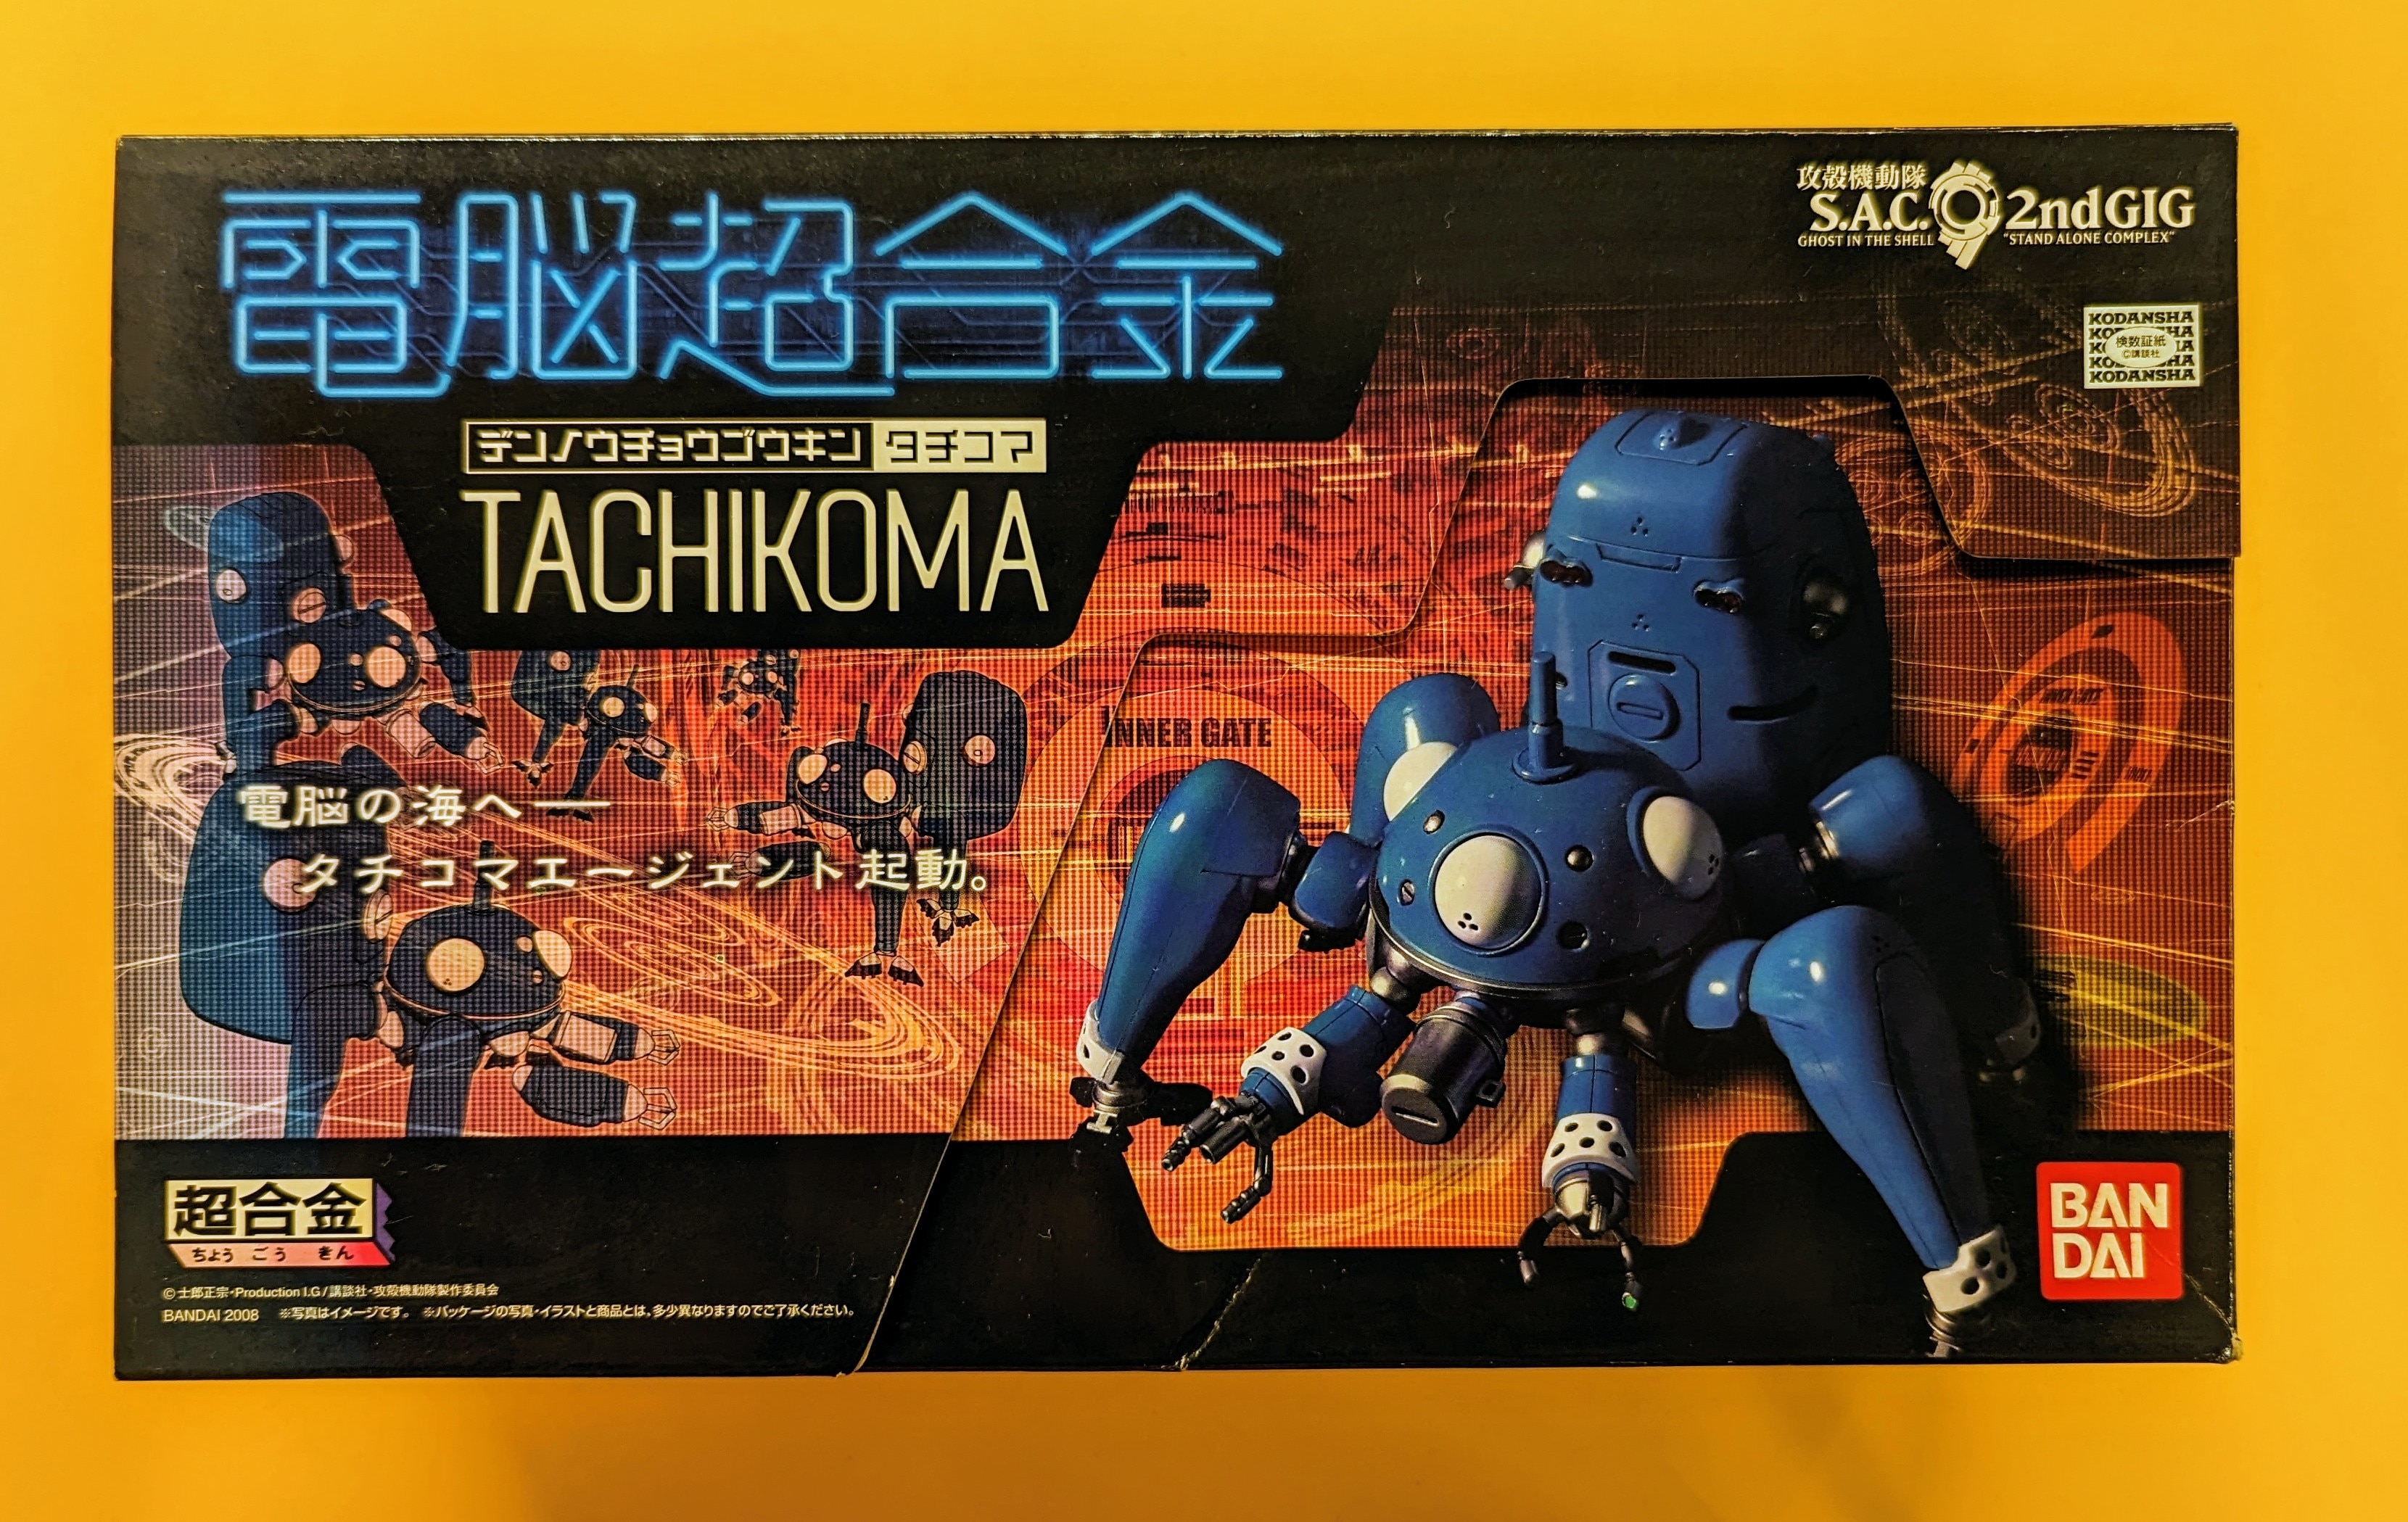 電脳超合金
デンノウチョウゴウキン タチコマ
TACHIKOMA
攻殻機動隊
S.A.C. 2nd GIG
GHOST IN THE SHELL "STAND ALONE COMPLEX"
KODANSHA
検数証紙
©講談社
KODANSHA
KODANSHA
INNER GATE
電脳の海へ――
タチコマエージェント起動。
超合金
ちょう ごう きん
©士郎正宗・Production I.G/講談社・攻殻機動隊製作委員会
BANDAI 2008 ※写真はイメージです。 ※パッケージの写真・イラストと商品とは、多少異なりますのでご了承ください。
BAN
DAI